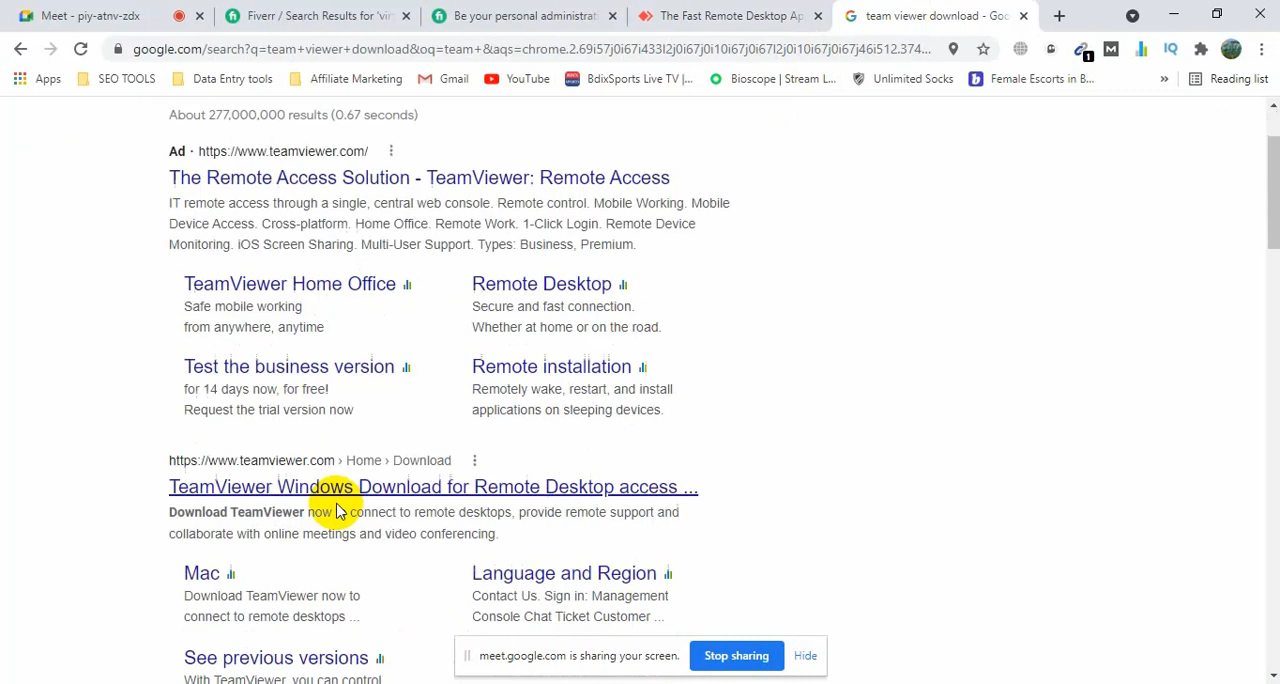 Meet - piy-atnv-zdx
Fiverr / Search Results for 'vir
Be your personal administrati
The Fast Remote Desktop Ap
team viewer download - Goo
google.com/search?q=team+viewer+download&oq=team+&aqs=chrome.2.69i57j0i67i433l2j0i67j0i10i67j0i67l2j0i10i67j0i67j46i512.374...
1
M
IQ
Apps
SEO TOOLS
Data Entry tools
Affiliate Marketing
Gmail
YouTube
BdixSports Live TV |...
Bioscope | Stream L...
Unlimited Socks
b
Female Escorts in B...
»
Reading list
About 277,000,000 results (0.67 seconds)
Ad · https://www.teamviewer.com/
The Remote Access Solution - TeamViewer: Remote Access
IT remote access through a single, central web console. Remote control. Mobile Working. Mobile
Device Access. Cross-platform. Home Office. Remote Work. 1-Click Login. Remote Device
Monitoring. iOS Screen Sharing. Multi-User Support. Types: Business, Premium.
TeamViewer Home Office
Safe mobile working
from anywhere, anytime
Remote Desktop
Secure and fast connection.
Whether at home or on the road.
Test the business version
for 14 days now, for free!
Request the trial version now
Remote installation
Remotely wake, restart, and install
applications on sleeping devices.
https://www.teamviewer.com › Home › Download
TeamViewer Windows Download for Remote Desktop access ...
Download TeamViewer now to connect to remote desktops, provide remote support and
collaborate with online meetings and video conferencing.
Mac
Download TeamViewer now to
connect to remote desktops ...
Language and Region
Contact Us. Sign in: Management
Console Chat Ticket Customer ...
See previous versions
With TeamViewer, you can control
meet.google.com is sharing your screen.
Stop sharing
Hide